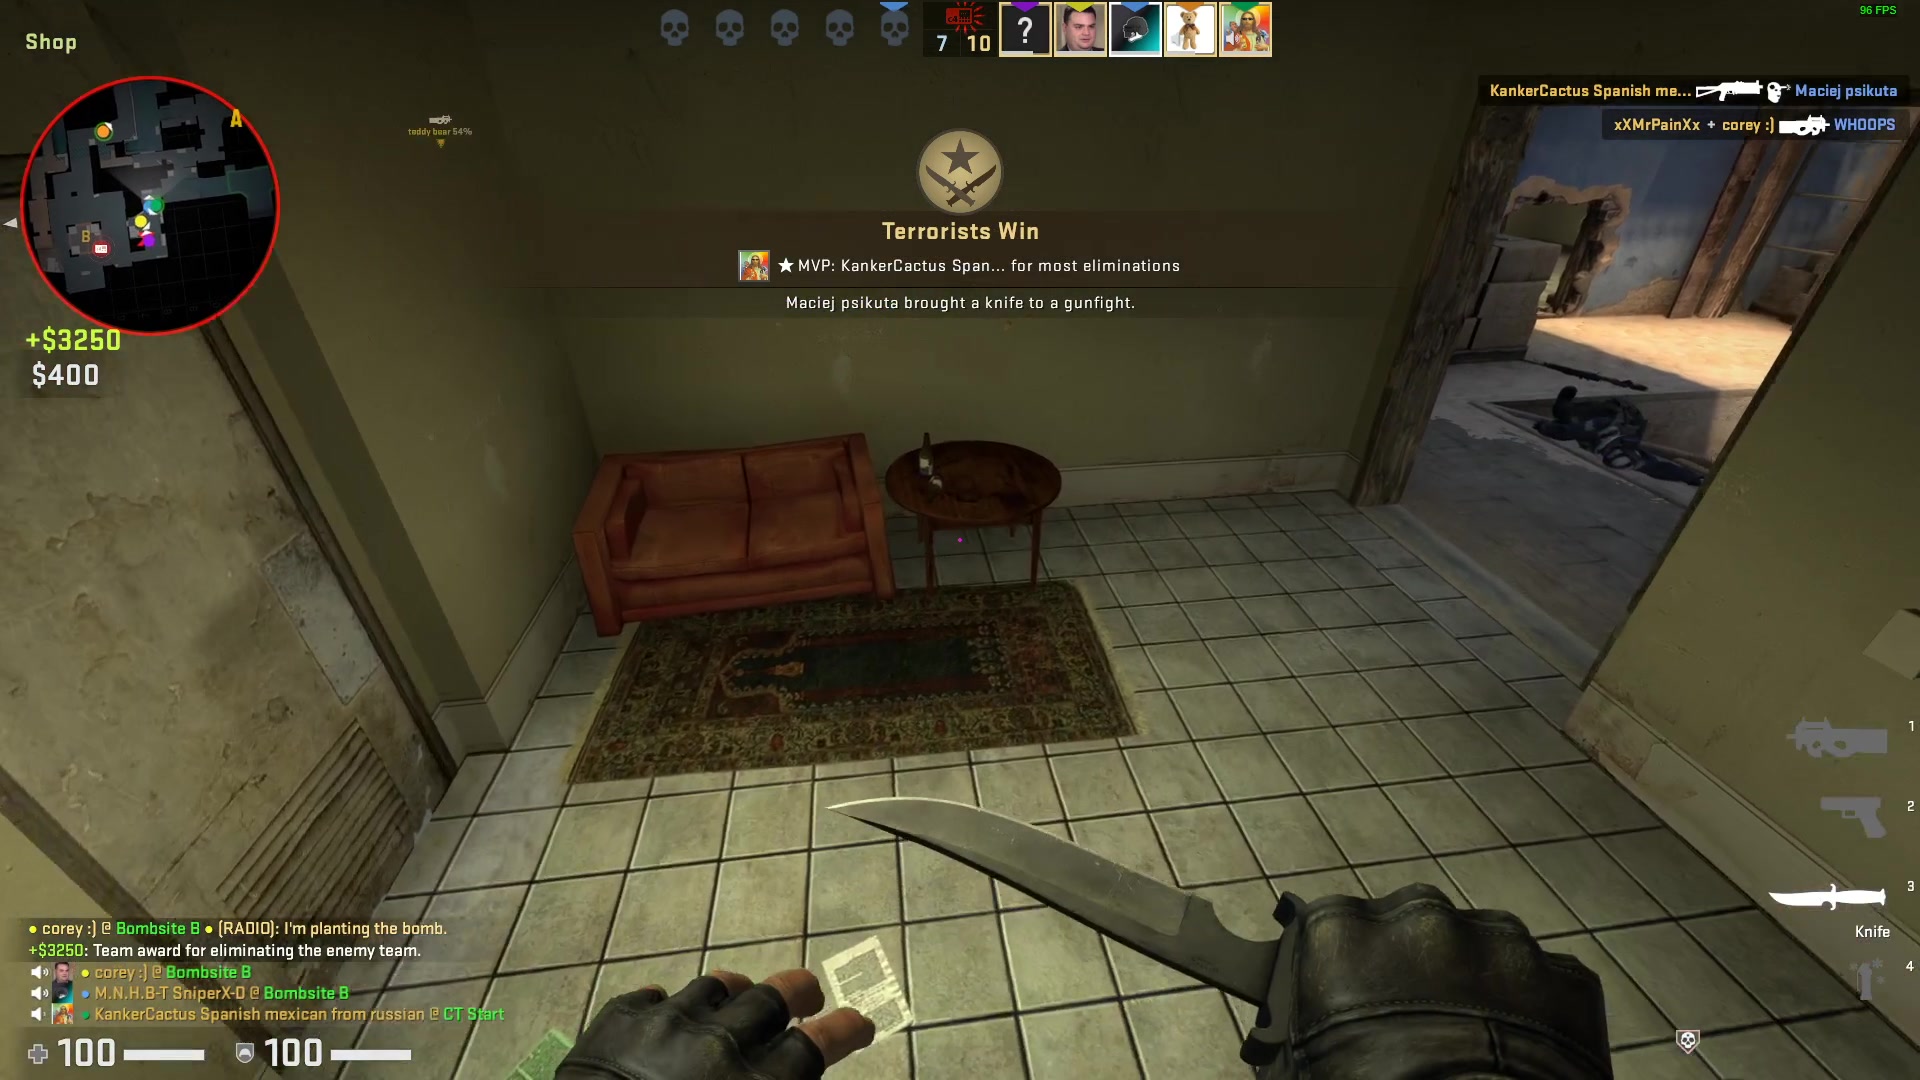 96 FPS
Shop
7 10
?
A
KankerCactus Spanish me... Maciej psikuta
xXMrPainXx + corey :) WHOOPS
teddy bear 54%
Terrorists Win
★ MVP: KankerCactus Span... for most eliminations
Maciej psikuta brought a knife to a gunfight.
B
+$3250
$400
1
2
3
Knife
4
● corey :) @ Bombsite B ● (RADIO): I'm planting the bomb.
+$3250: Team award for eliminating the enemy team.
● corey :) @ Bombsite B
● M.N.H.B-T SniperX-D @ Bombsite B
● KankerCactus Spanish mexican from russian @ CT Start
100 100